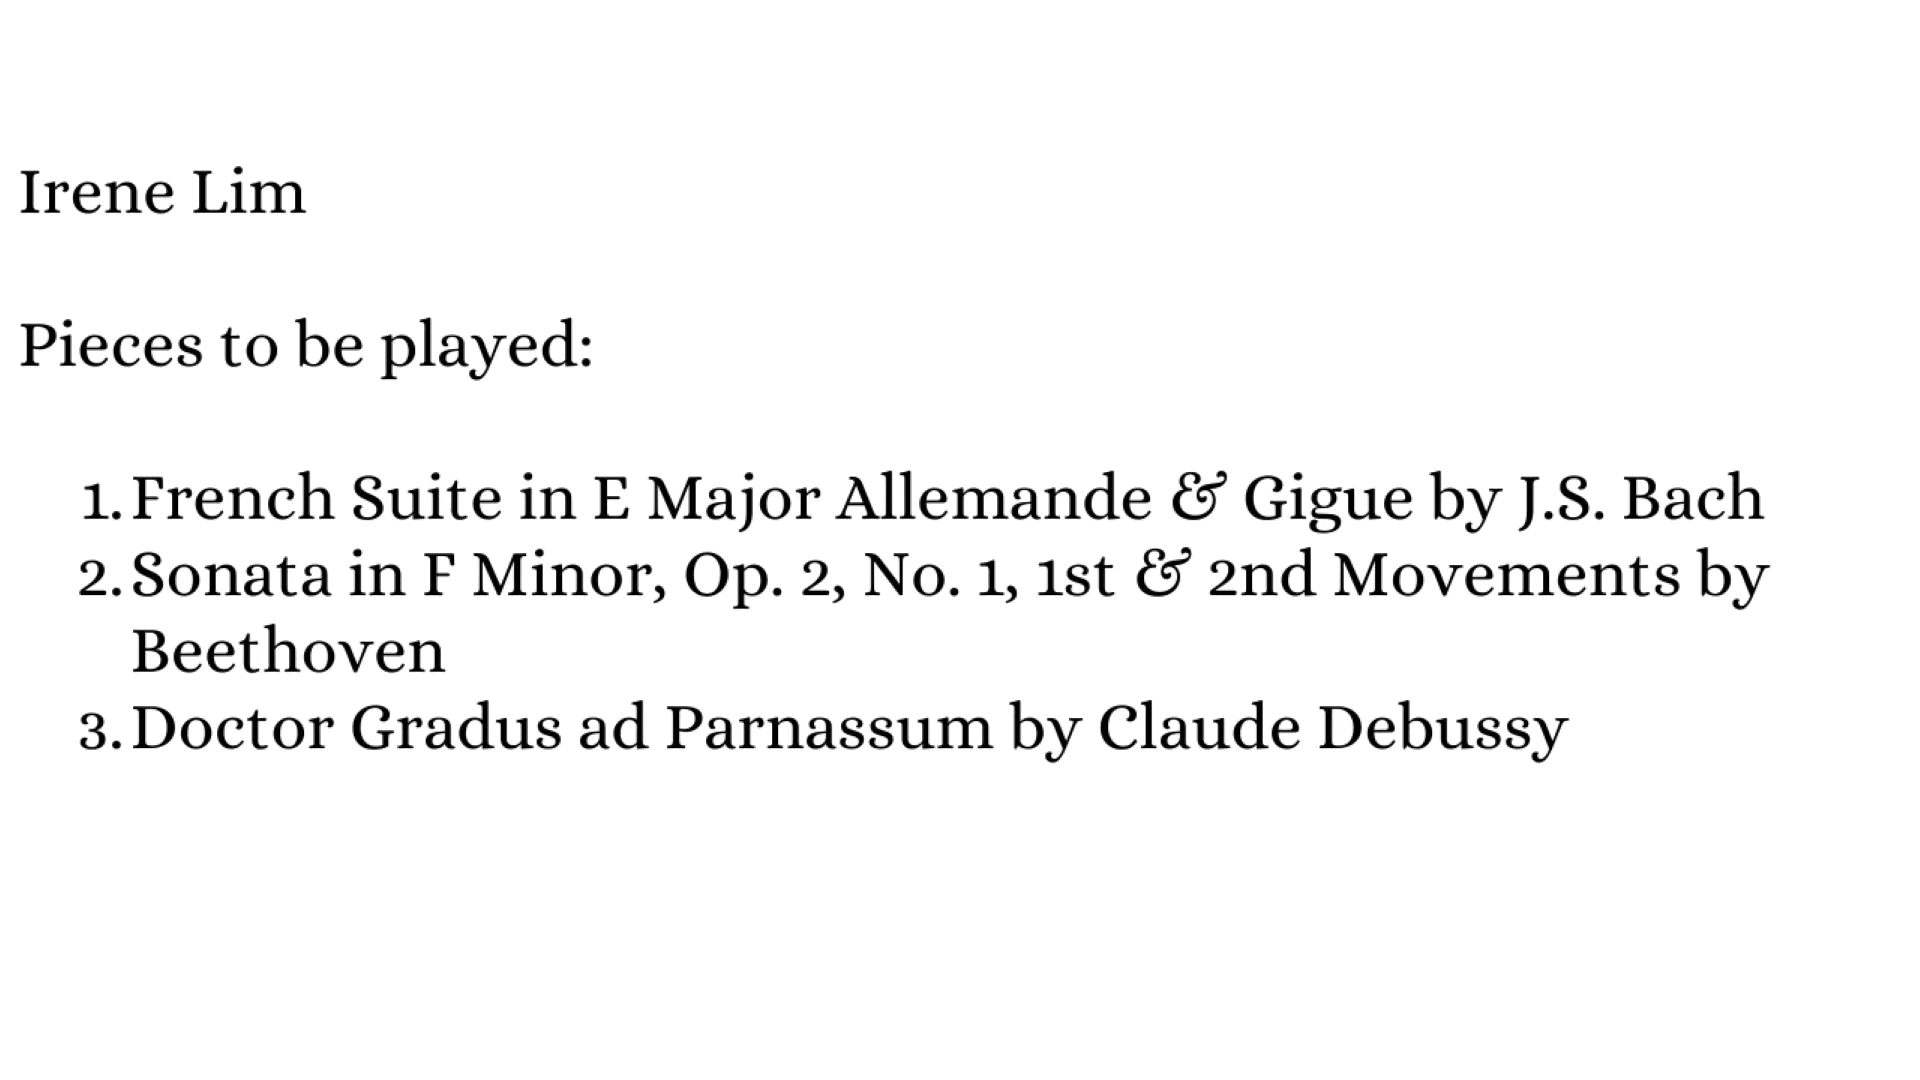 Irene Lim
Pieces to be played:
1. French Suite in E Major Allemande & Gigue by J.S. Bach
2. Sonata in F Minor, Op. 2, No. 1, 1st & 2nd Movements by
Beethoven
3. Doctor Gradus ad Parnassum by Claude Debussy